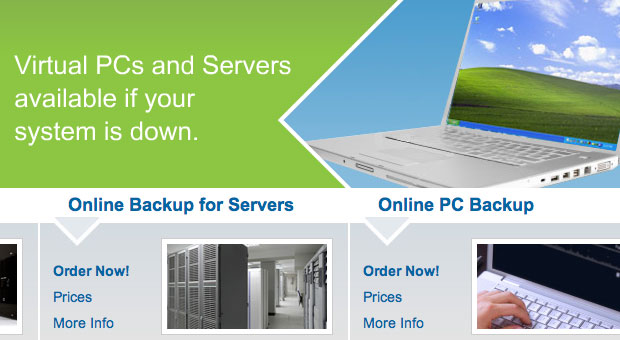 Virtual PCs and Servers
available if your
system is down.
Online Backup for Servers
Order Now!
Prices
More Info
Online PC Backup
Order Now!
Prices
More Info